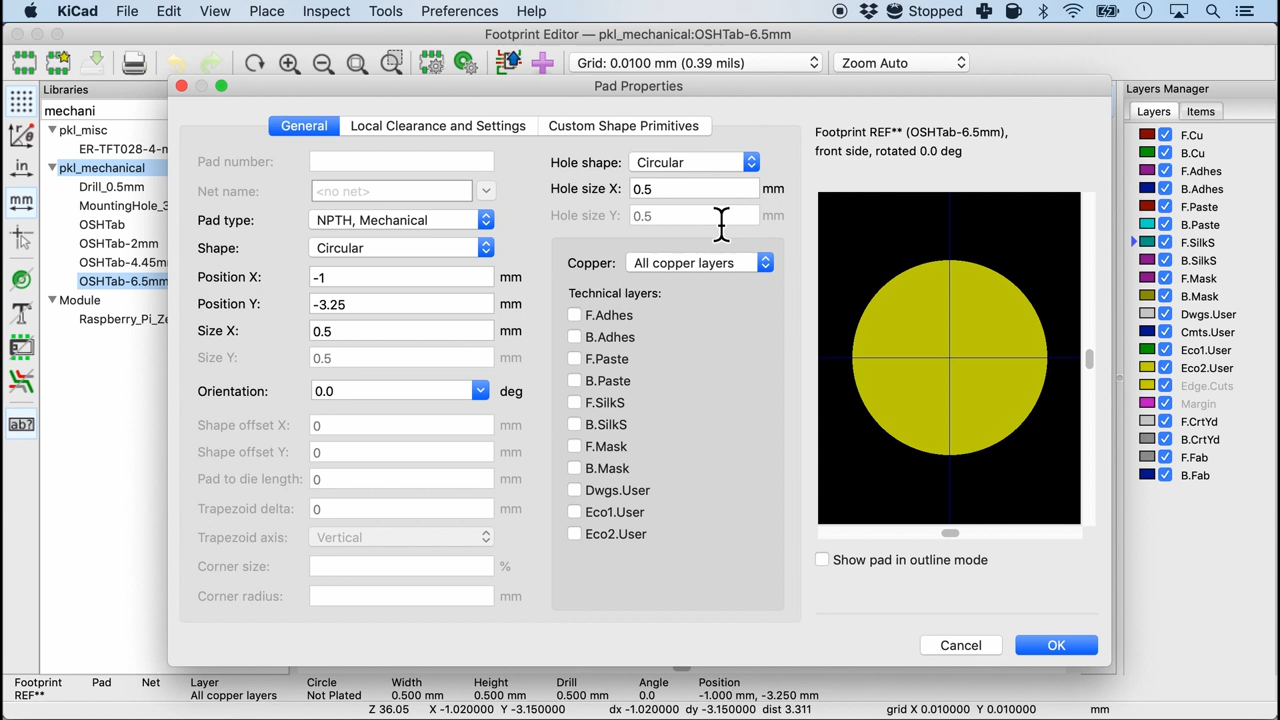 KiCad File Edit View Place Inspect Tools Preferences Help Stopped
Footprint Editor — pkl_mechanical:OSHTab-6.5mm
Grid: 0.0100 mm (0.39 mils) Zoom Auto
Libraries
Pad Properties
Layers Manager
mechani
General Local Clearance and Settings Custom Shape Primitives
Layers Items
pkl_misc
ER-TFT028-4-
pkl_mechanical
Drill_0.5mm
MountingHole_3
OSHTab
OSHTab-2mm
OSHTab-4.45m
OSHTab-6.5mm
Module
Raspberry_Pi_Ze
in
mm
ab?
Pad number:
Net name: <no net>
Pad type: NPTH, Mechanical
Shape: Circular
Position X: -1 mm
Position Y: -3.25 mm
Size X: 0.5 mm
Size Y: 0.5 mm
Orientation: 0.0 deg
Shape offset X: 0 mm
Shape offset Y: 0 mm
Pad to die length: 0 mm
Trapezoid delta: 0 mm
Trapezoid axis: Vertical
Corner size: %
Corner radius: mm
Hole shape: Circular
Hole size X: 0.5 mm
Hole size Y: 0.5 mm
Copper: All copper layers
Technical layers:
F.Adhes
B.Adhes
F.Paste
B.Paste
F.SilkS
B.SilkS
F.Mask
B.Mask
Dwgs.User
Eco1.User
Eco2.User
Footprint REF** (OSHTab-6.5mm),
front side, rotated 0.0 deg
Show pad in outline mode
Cancel OK
F.Cu
B.Cu
F.Adhes
B.Adhes
F.Paste
B.Paste
F.SilkS
B.SilkS
F.Mask
B.Mask
Dwgs.User
Cmts.User
Eco1.User
Eco2.User
Edge.Cuts
Margin
F.CrtYd
B.CrtYd
F.Fab
B.Fab
Footprint Pad Net Layer Circle Width Height Drill Angle Position
REF** All copper layers Not Plated 0.500 mm 0.500 mm 0.500 mm 0.0 -1.000 mm, -3.250 mm
Z 36.05 X -1.020000 Y -3.150000 dx -1.020000 dy -3.150000 dist 3.311 grid X 0.010000 Y 0.010000 mm